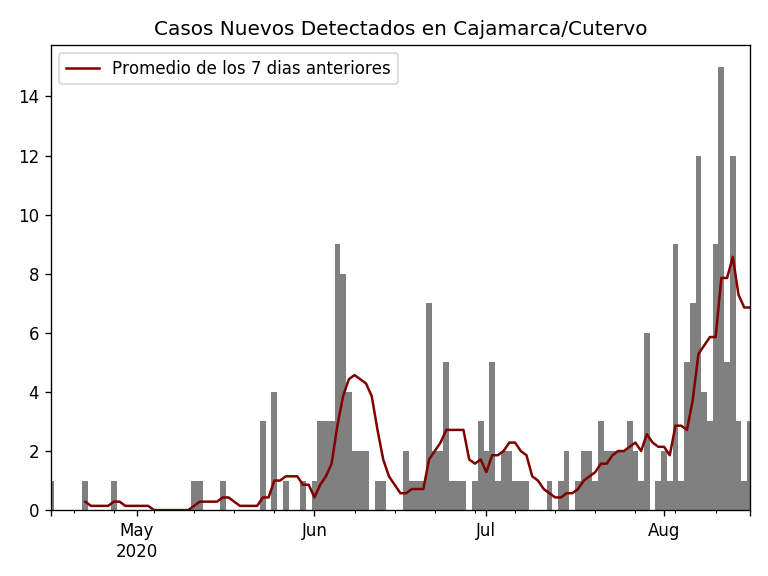 Casos Nuevos Detectados en Cajamarca/Cutervo
Promedio de los 7 dias anteriores
14
12
10
8
6
4
2
0
May
2020
Jun
Jul
Aug